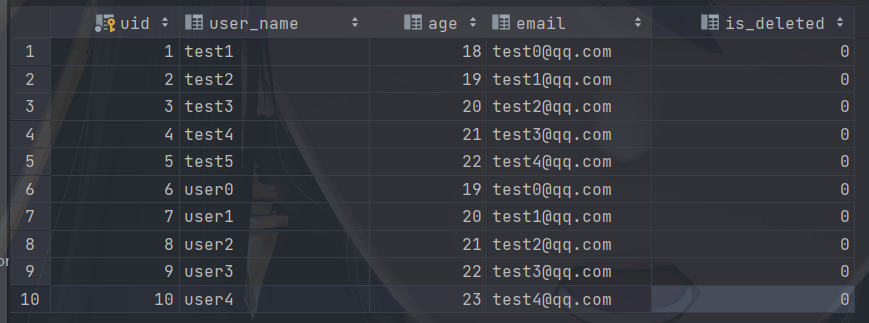 uid user_name age email is_deleted
1 1 test1 18 test0@qq.com 0
2 2 test2 19 test1@qq.com 0
3 3 test3 20 test2@qq.com 0
4 4 test4 21 test3@qq.com 0
5 5 test5 22 test4@qq.com 0
6 6 user0 19 test0@qq.com 0
7 7 user1 20 test1@qq.com 0
8 8 user2 21 test2@qq.com 0
9 9 user3 22 test3@qq.com 0
10 10 user4 23 test4@qq.com 0